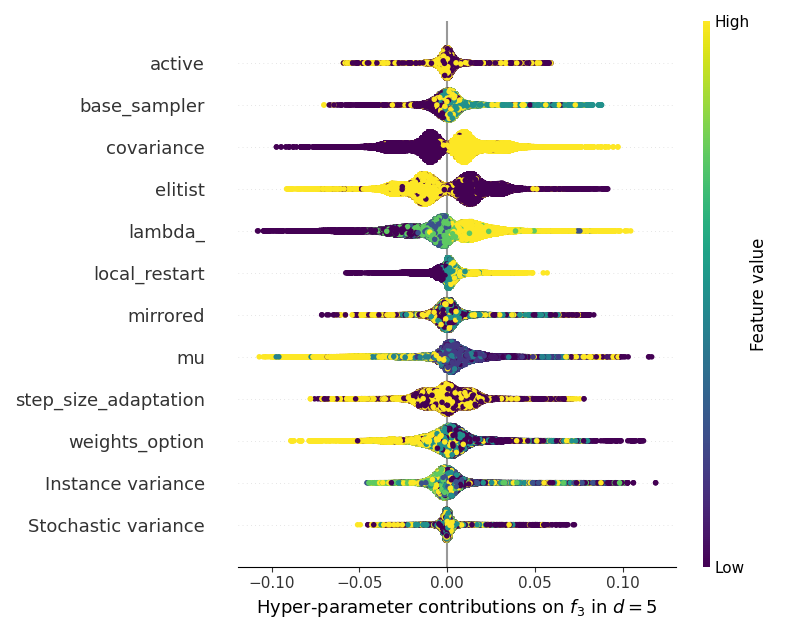 High
active
base_sampler
covariance
elitist
lambda_
local_restart
mirrored
mu
step_size_adaptation
weights_option
Instance variance
Stochastic variance
Feature value
Low
−0.10 −0.05 0.00 0.05 0.10
Hyper-parameter contributions on f₃ in d = 5